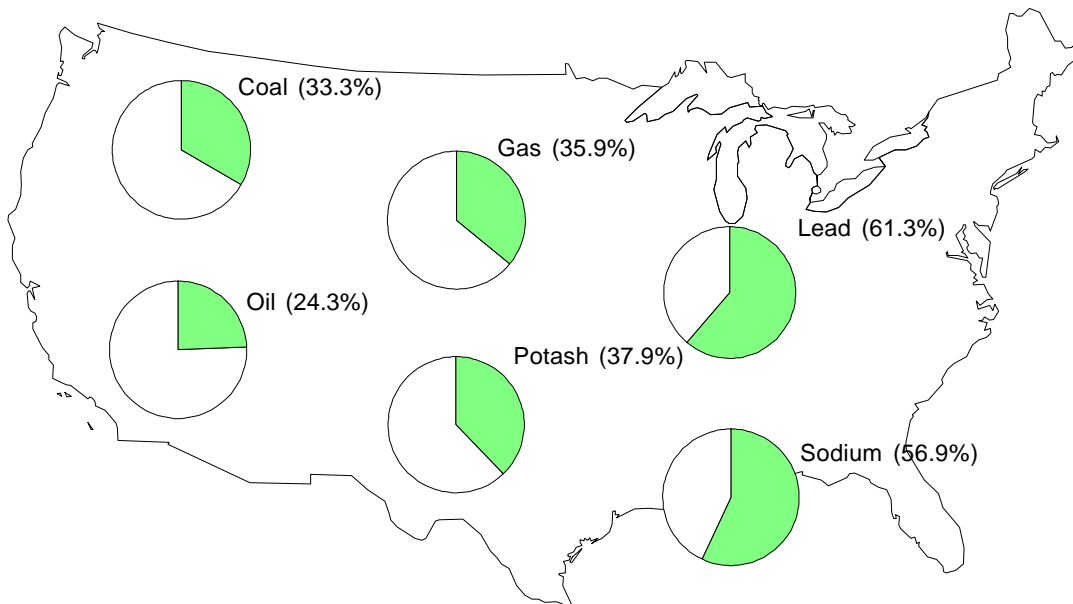 Coal (33.3%)
Gas (35.9%)
Lead (61.3%)
Oil (24.3%)
Potash (37.9%)
Sodium (56.9%)